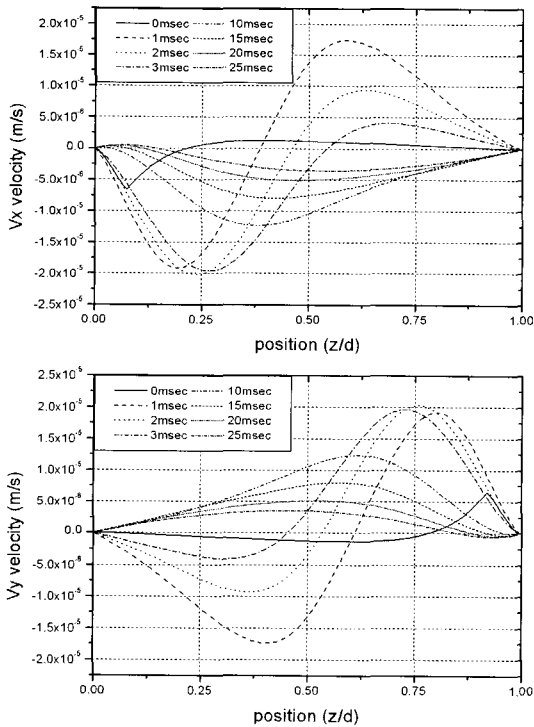 2.0x10⁻⁵
1.5x10⁻⁵
1.0x10⁻⁵
5.0x10⁻⁶
0.0
-5.0x10⁻⁶
-1.0x10⁻⁵
-1.5x10⁻⁵
-2.0x10⁻⁵
-2.5x10⁻⁵
Vx velocity (m/s)
0msec 10msec
1msec 15msec
2msec 20msec
3msec 25msec
0.00 0.25 0.50 0.75 1.00
position (z/d)
2.5x10⁻⁵
2.0x10⁻⁵
1.5x10⁻⁵
1.0x10⁻⁵
5.0x10⁻⁶
0.0
-5.0x10⁻⁶
-1.0x10⁻⁵
-1.5x10⁻⁵
-2.0x10⁻⁵
Vy velocity (m/s)
0msec 10msec
1msec 15msec
2msec 20msec
3msec 25msec
0.00 0.25 0.50 0.75 1.00
position (z/d)